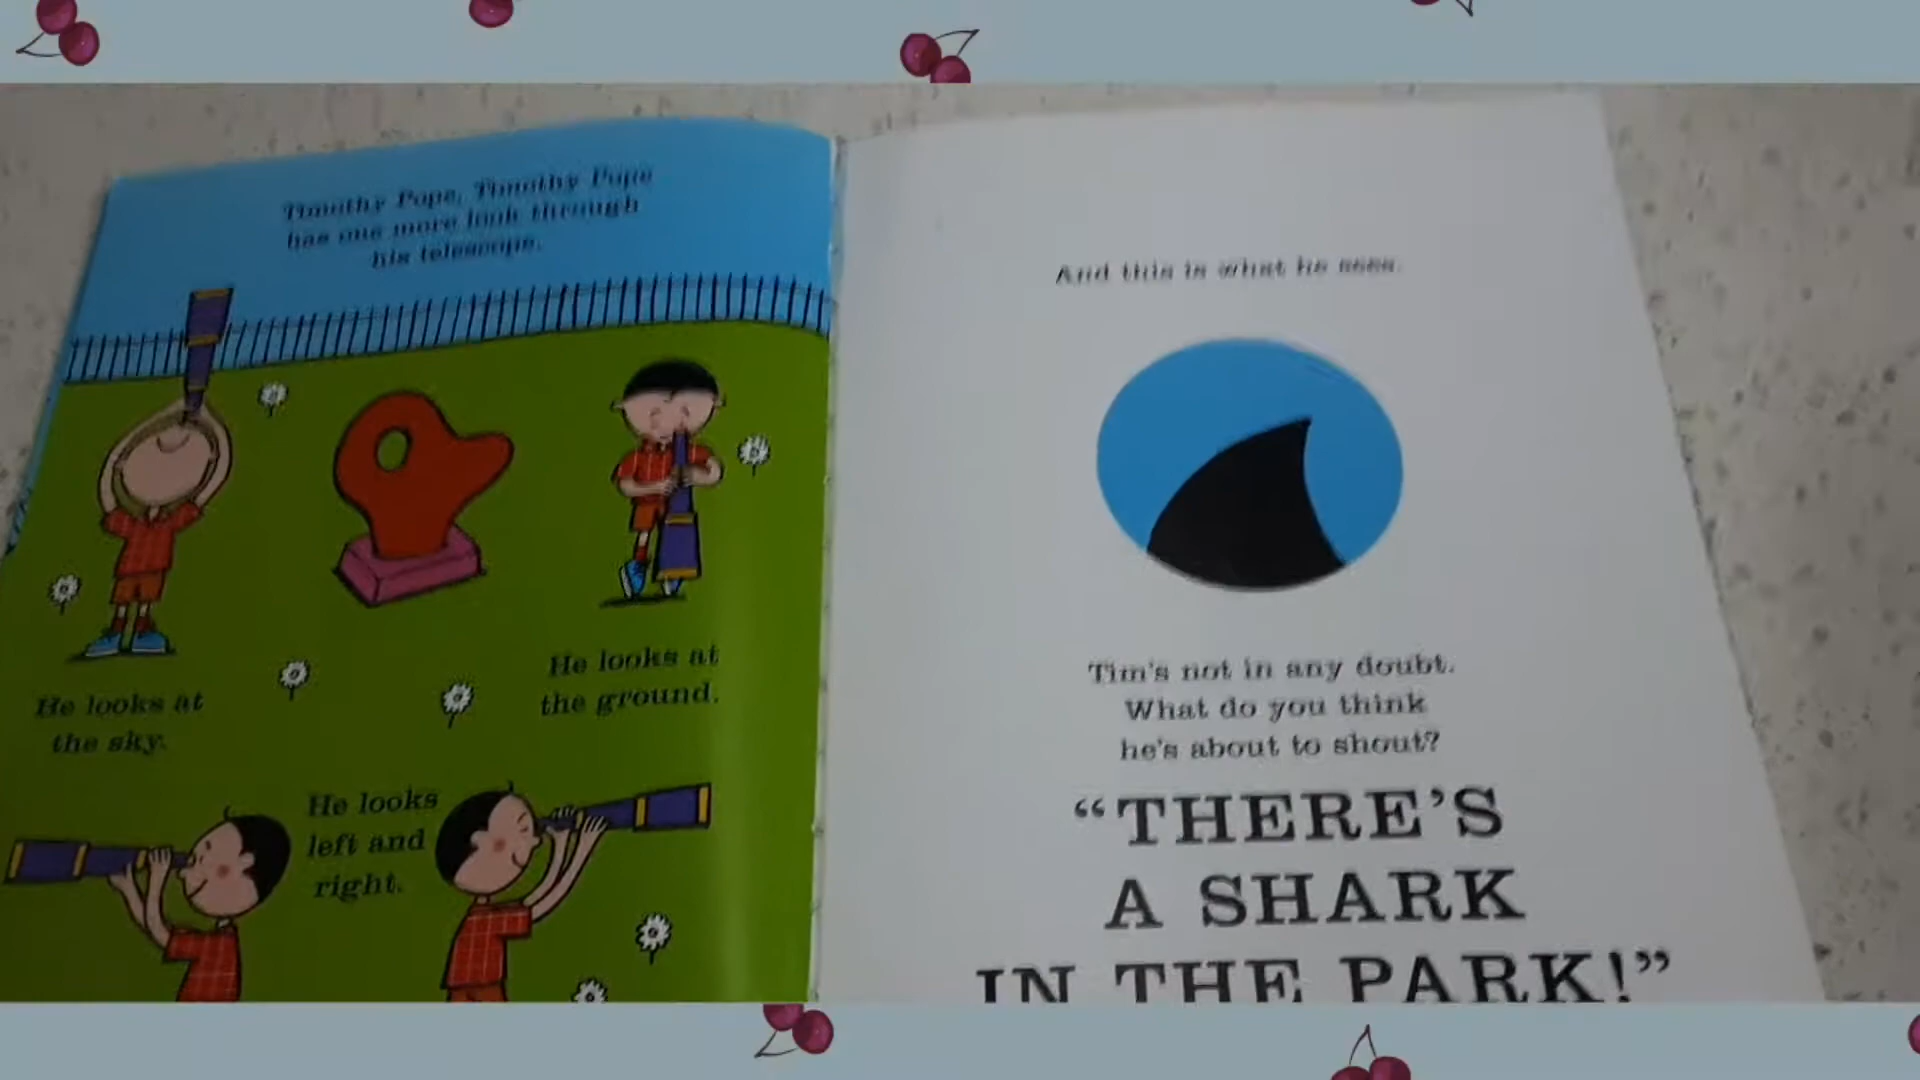 Timothy Pope, Timothy Pope
has one more look through
his telescope.
He looks at
the sky.
He looks at
the ground.
He looks
left and
right.
And this is what he sees.
Tim's not in any doubt.
What do you think
he's about to shout?
“THERE’S
A SHARK
IN THE PARK!”